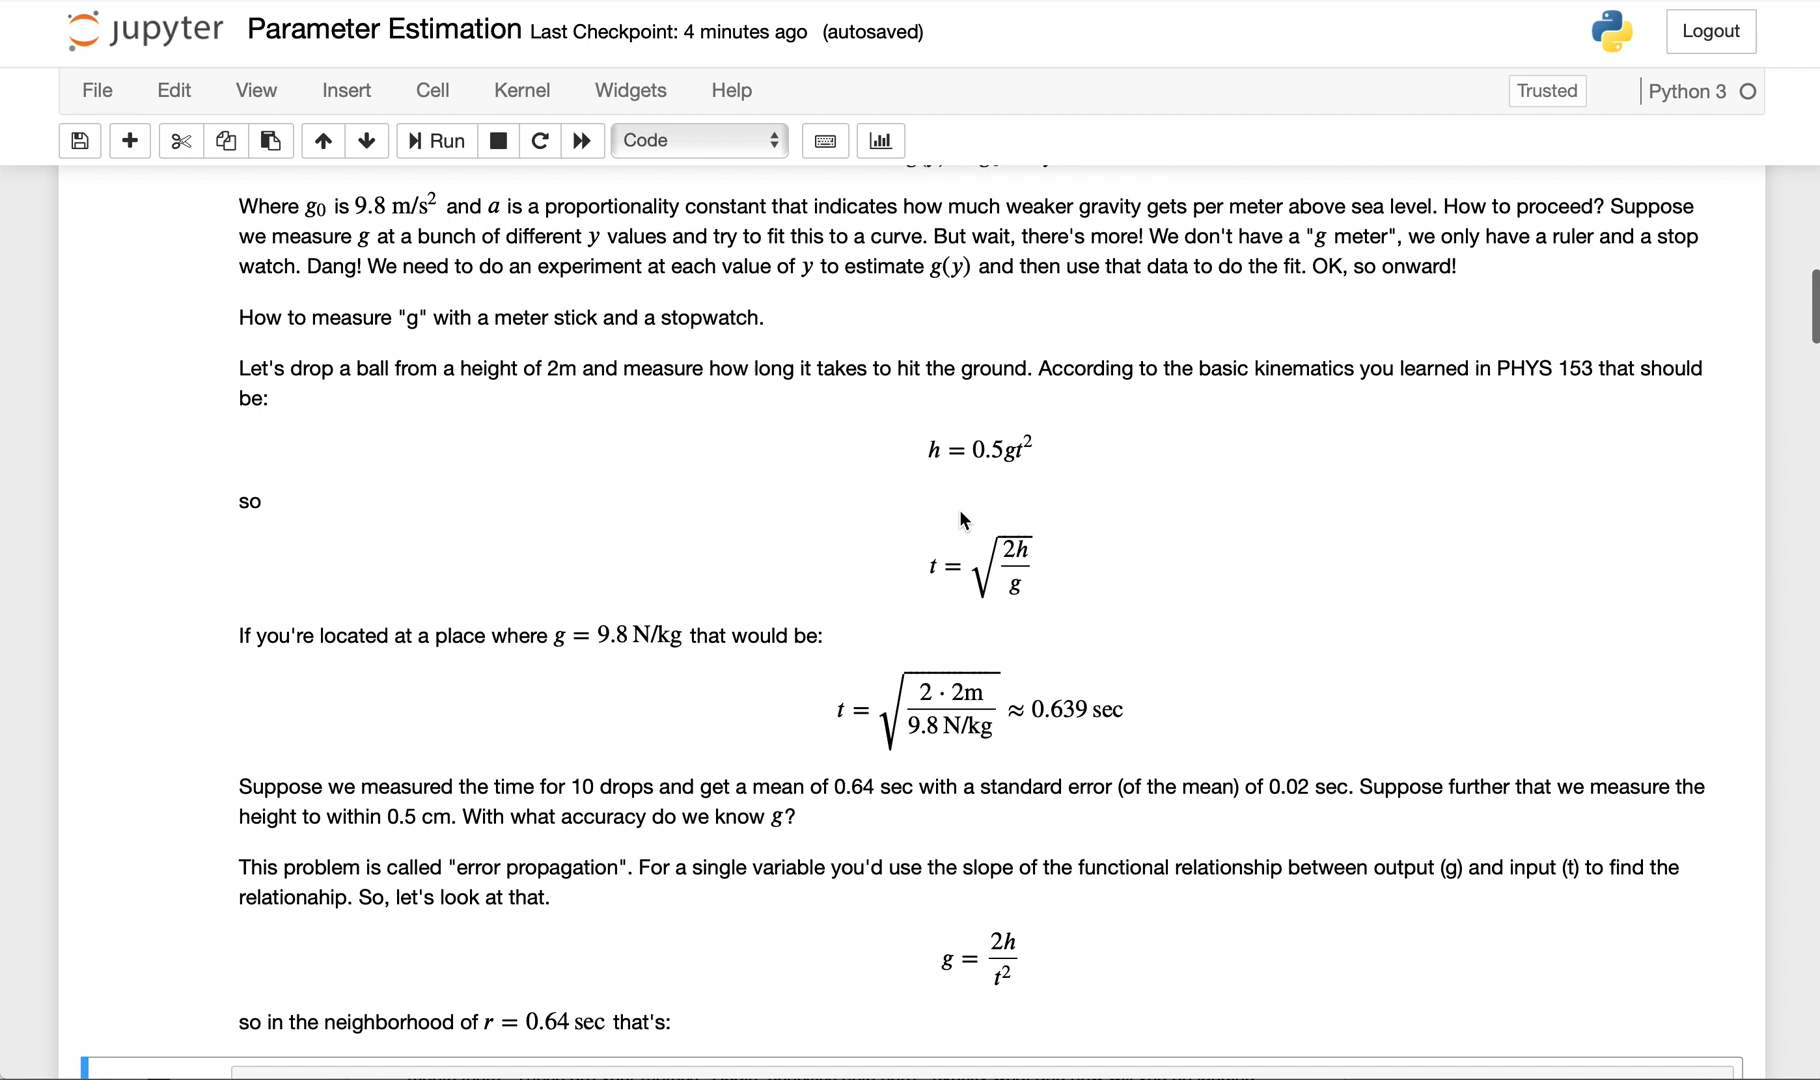 jupyter Parameter Estimation Last Checkpoint: 4 minutes ago (autosaved)
Logout
File Edit View Insert Cell Kernel Widgets Help
Trusted
Python 3
Run
Code
Where g₀ is 9.8 m/s² and a is a proportionality constant that indicates how much weaker gravity gets per meter above sea level. How to proceed? Suppose
we measure g at a bunch of different y values and try to fit this to a curve. But wait, there's more! We don't have a "g meter", we only have a ruler and a stop
watch. Dang! We need to do an experiment at each value of y to estimate g(y) and then use that data to do the fit. OK, so onward!
How to measure "g" with a meter stick and a stopwatch.
Let's drop a ball from a height of 2m and measure how long it takes to hit the ground. According to the basic kinematics you learned in PHYS 153 that should
be:
h = 0.5gt²
so
t = √(2h/g)
If you're located at a place where g = 9.8 N/kg that would be:
t = √(2 · 2m / 9.8 N/kg) ≈ 0.639 sec
Suppose we measured the time for 10 drops and get a mean of 0.64 sec with a standard error (of the mean) of 0.02 sec. Suppose further that we measure the
height to within 0.5 cm. With what accuracy do we know g?
This problem is called "error propagation". For a single variable you'd use the slope of the functional relationship between output (g) and input (t) to find the
relationahip. So, let's look at that.
g = 2h/t²
so in the neighborhood of r = 0.64 sec that's: